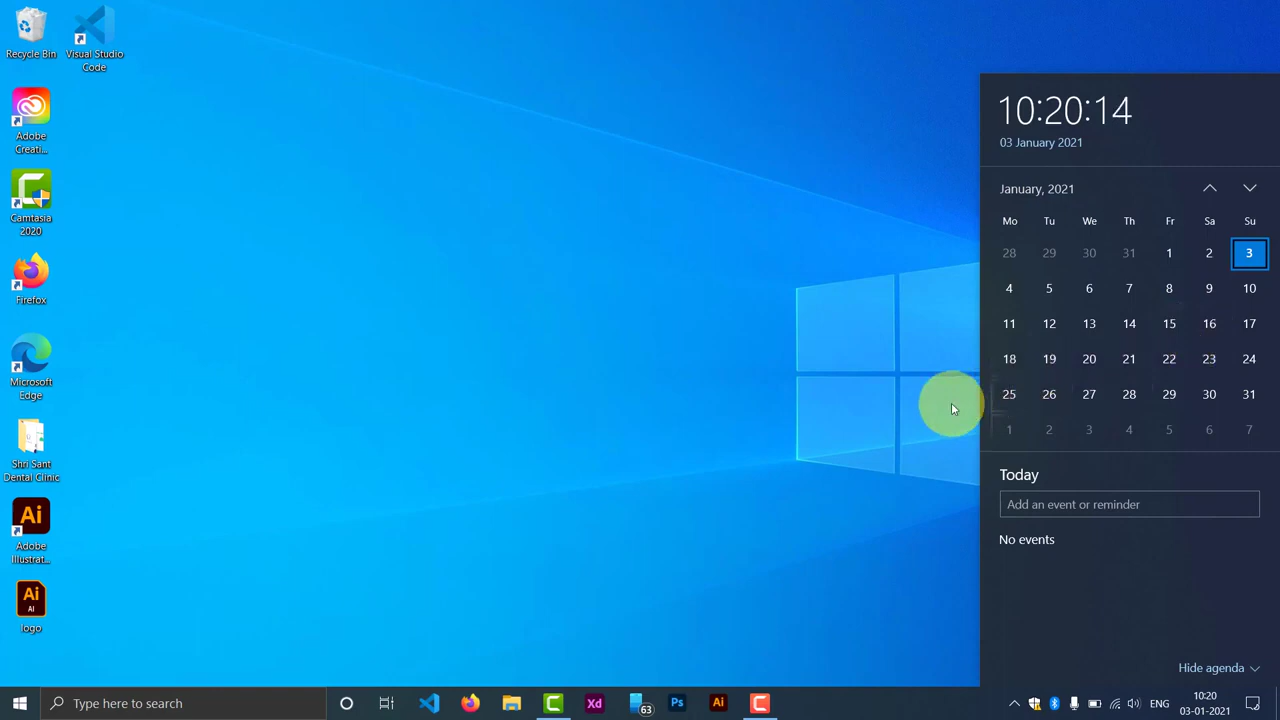 Recycle Bin
Visual Studio
Code
Adobe
Creati...
Camtasia
2020
Firefox
Microsoft
Edge
Shri Sant
Dental Clinic
Ai
Adobe
Illustrat...
Ai
AI
logo
10:20:14
03 January 2021
January, 2021
Mo Tu We Th Fr Sa Su
28 29 30 31 1 2 3
4 5 6 7 8 9 10
11 12 13 14 15 16 17
18 19 20 21 22 23 24
25 26 27 28 29 30 31
1 2 3 4 5 6 7
Today
Add an event or reminder
No events
Hide agenda
Type here to search
Xd
63
Ps
Ai
ENG
10:20
03-01-2021